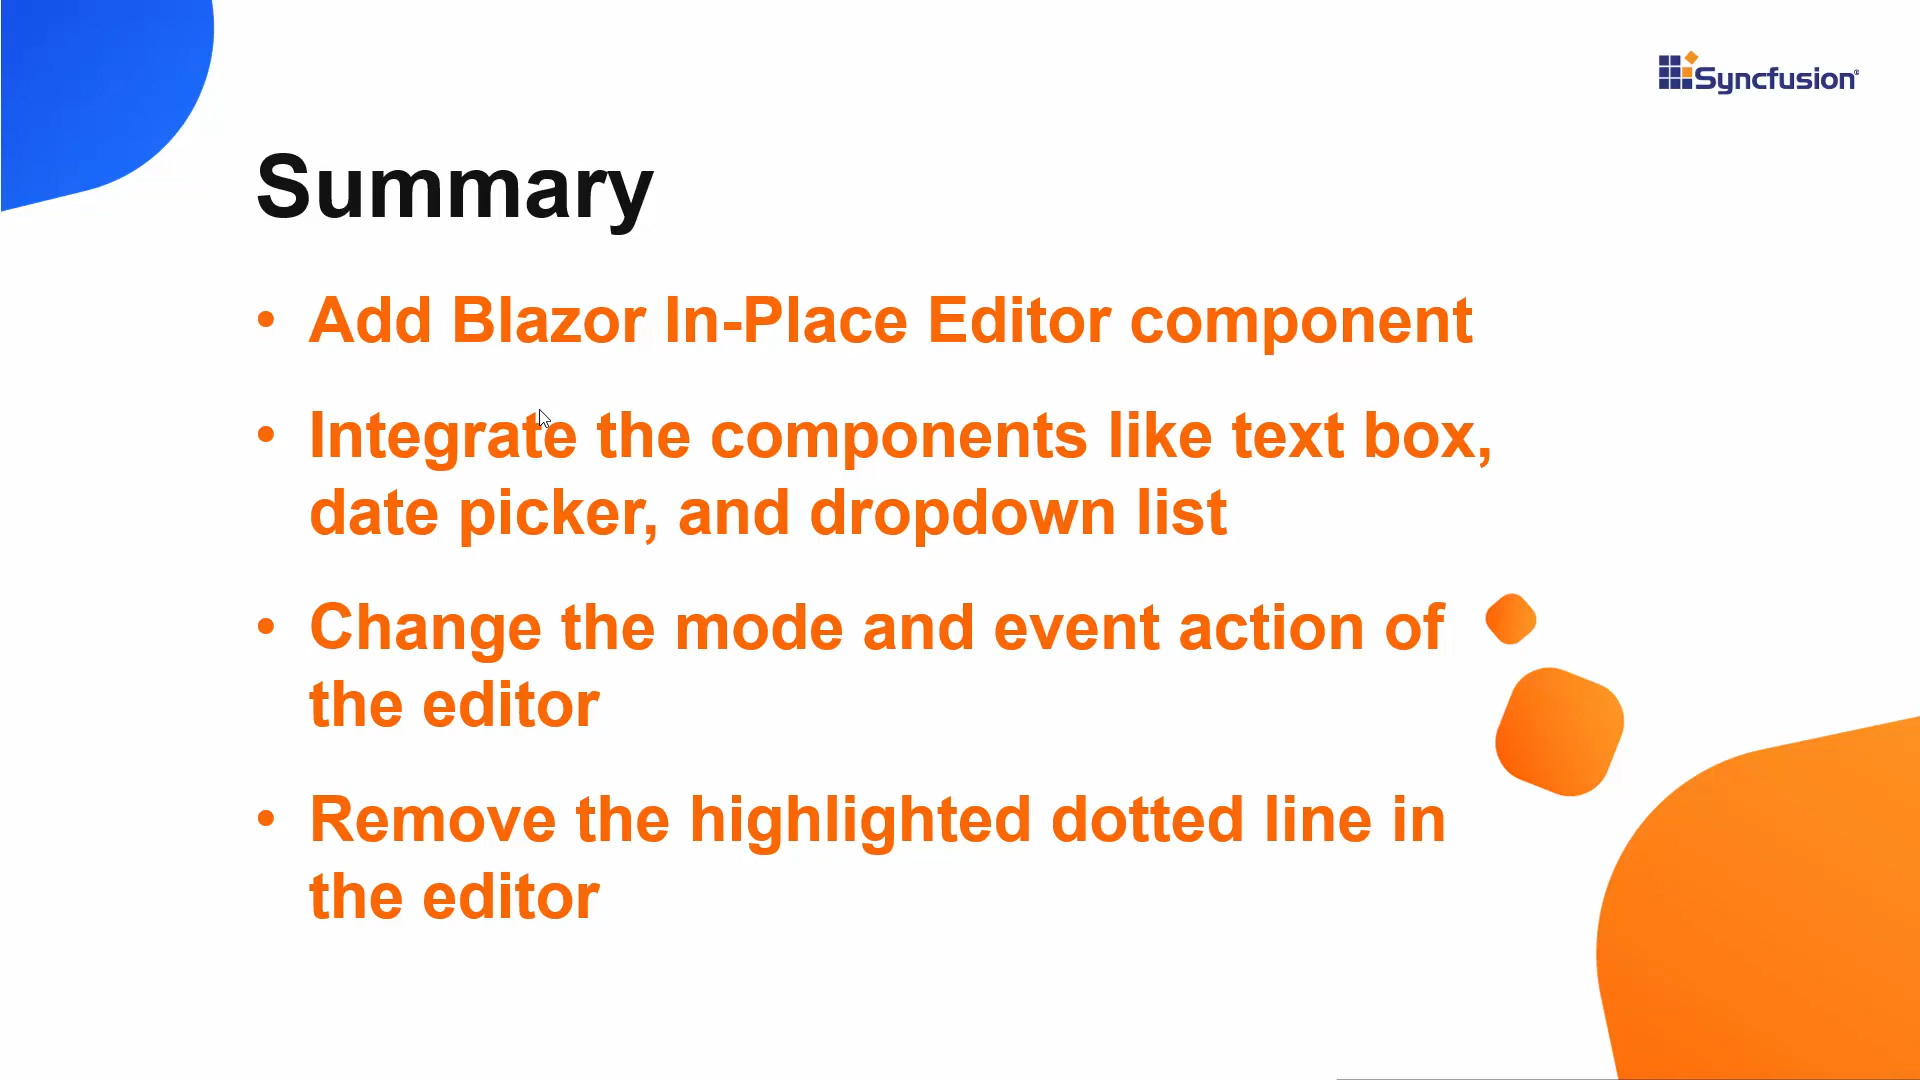 Syncfusion®
Summary
• Add Blazor In-Place Editor component
• Integrate the components like text box,
date picker, and dropdown list
• Change the mode and event action of
the editor
• Remove the highlighted dotted line in
the editor